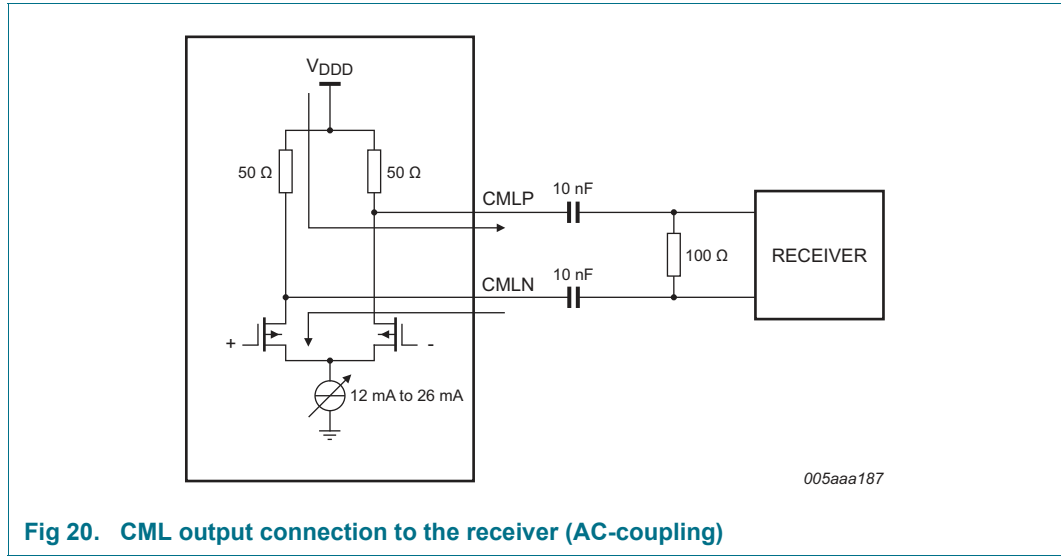 VDDD
50 Ω
50 Ω
CMLP
10 nF
100 Ω
RECEIVER
CMLN
10 nF
+
-
12 mA to 26 mA
005aaa187
Fig 20. CML output connection to the receiver (AC-coupling)